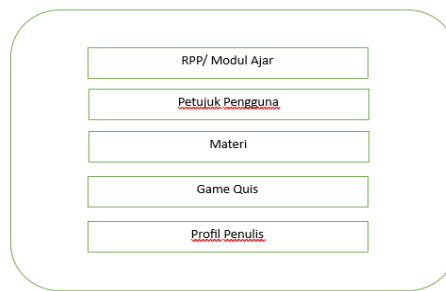 RPP/ Modul Ajar
Petujuk Pengguna
Materi
Game Quis
Profil Penulis